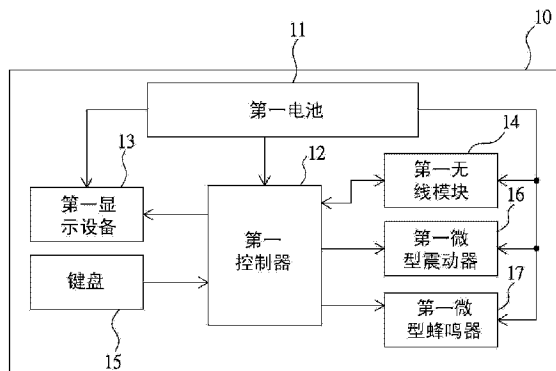 10
11
第一电池
14
13
12
第一无
线模块
第一显
示设备
16
第一
控制器
第一微
型震动器
键盘
17
第一微
型蜂鸣器
15